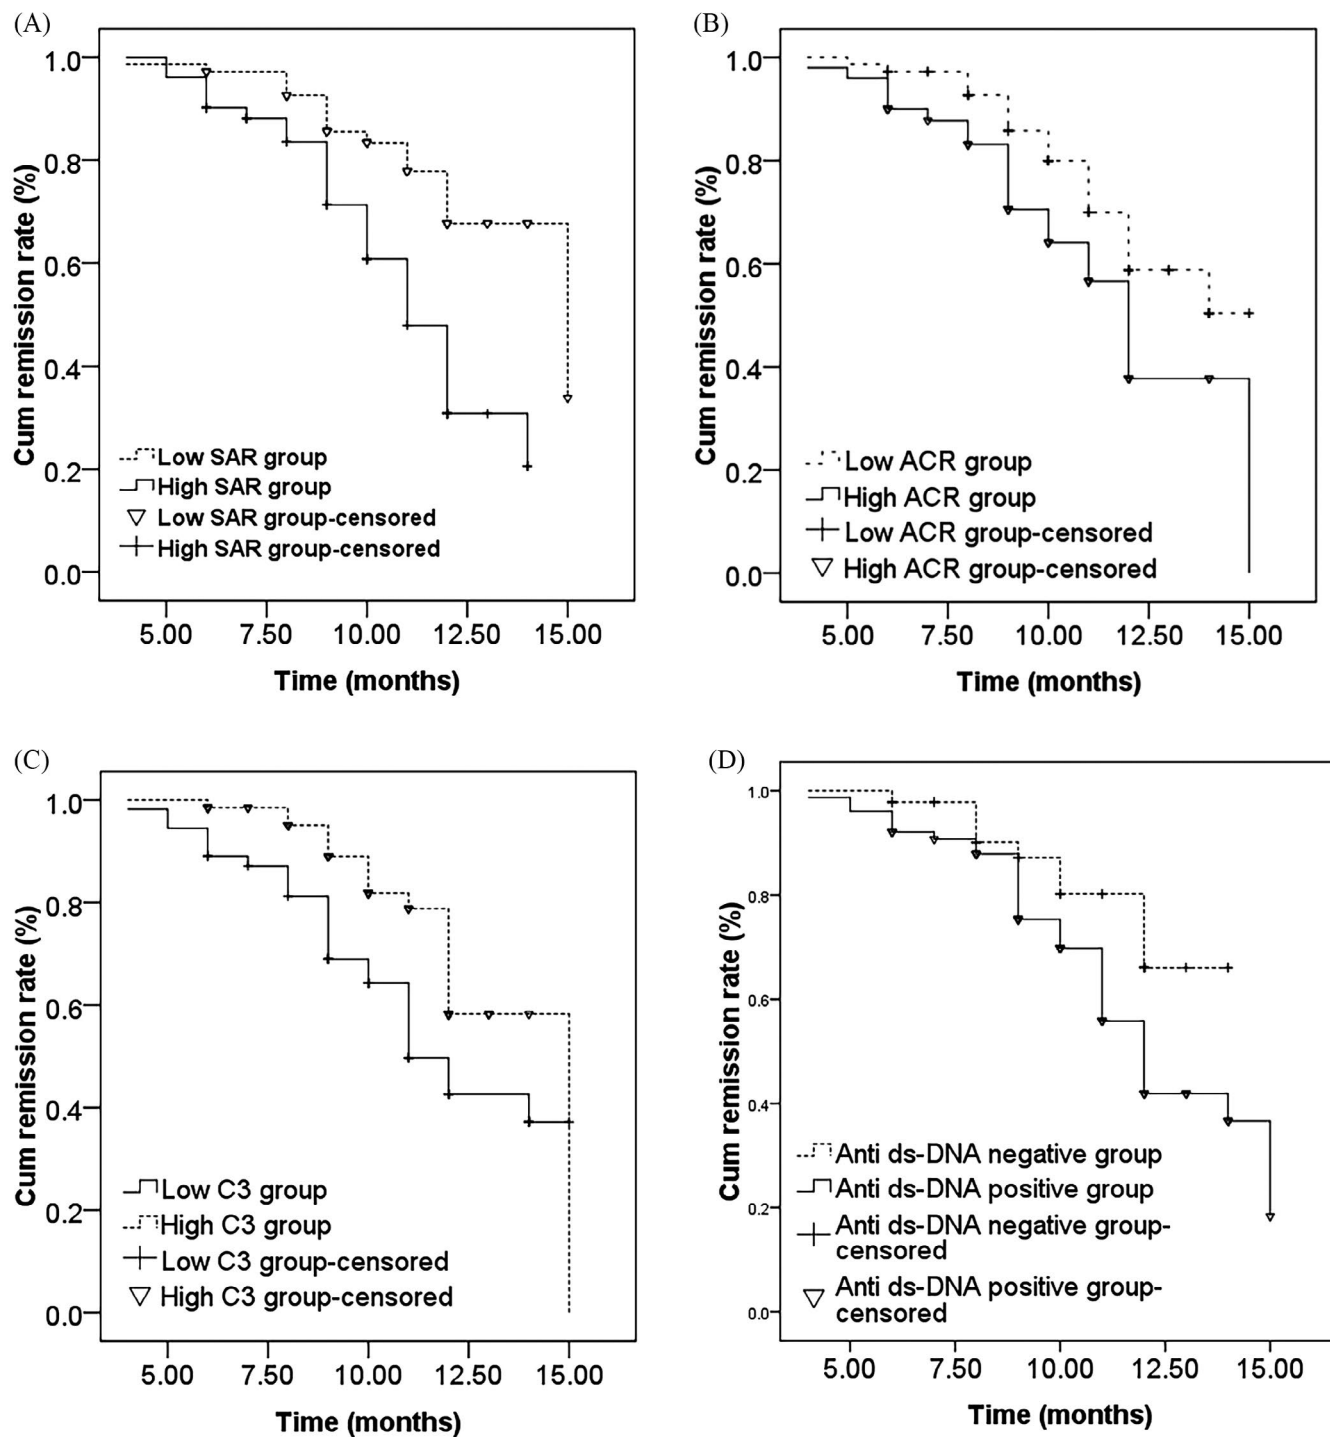 (A)
Cum remission rate (%)
1.0
0.8
0.6
0.4
0.2
0.0
Low SAR group
High SAR group
Low SAR group-censored
High SAR group-censored
5.00 7.50 10.00 12.50 15.00
Time (months)
(B)
Cum remission rate (%)
1.0
0.8
0.6
0.4
0.2
0.0
Low ACR group
High ACR group
Low ACR group-censored
High ACR group-censored
5.00 7.50 10.00 12.50 15.00
Time (months)
(C)
Cum remission rate (%)
1.0
0.8
0.6
0.4
0.2
0.0
Low C3 group
High C3 group
Low C3 group-censored
High C3 group-censored
5.00 7.50 10.00 12.50 15.00
Time (months)
(D)
Cum remission rate (%)
1.0
0.8
0.6
0.4
0.2
0.0
Anti ds-DNA negative group
Anti ds-DNA positive group
Anti ds-DNA negative group-
censored
Anti ds-DNA positive group-
censored
5.00 7.50 10.00 12.50 15.00
Time (months)